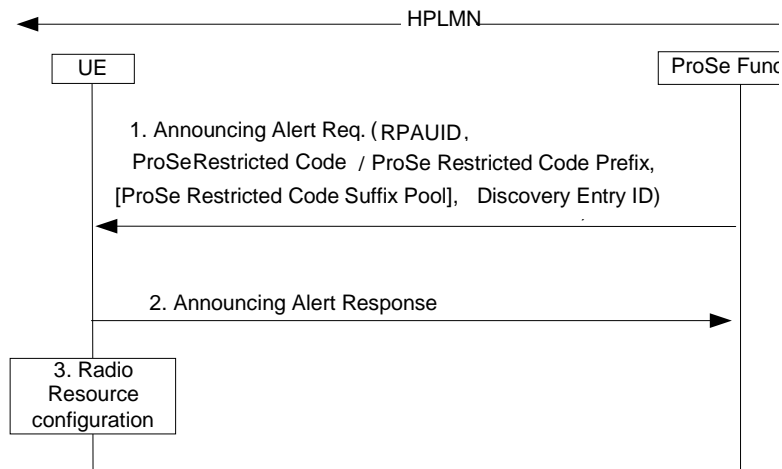 HPLMN
UE
ProSe Func
1. Announcing Alert Req. (RPAUID,
ProSeRestricted Code / ProSe Restricted Code Prefix,
[ProSe Restricted Code Suffix Pool], Discovery Entry ID)
2. Announcing Alert Response
3. Radio
Resource
configuration